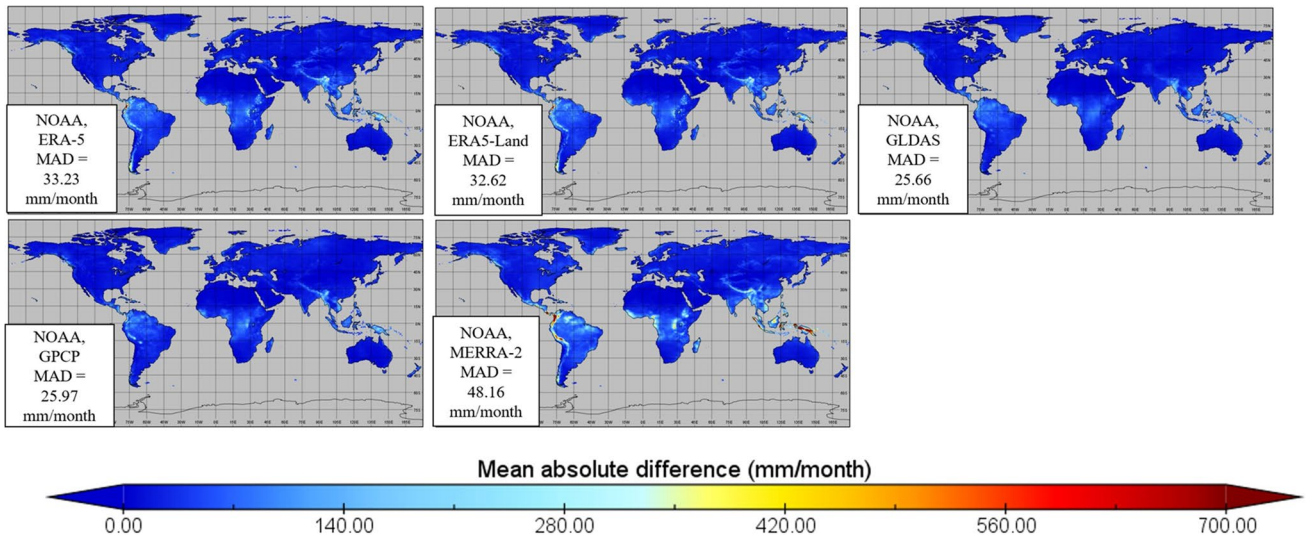 NOAA,
ERA-5
MAD =
33.23
mm/month
NOAA,
ERA5-Land
MAD =
32.62
mm/month
NOAA,
GLDAS
MAD =
25.66
mm/month
NOAA,
GPCP
MAD =
25.97
mm/month
NOAA,
MERRA-2
MAD =
48.16
mm/month
Mean absolute difference (mm/month)
0.00 140.00 280.00 420.00 560.00 700.00